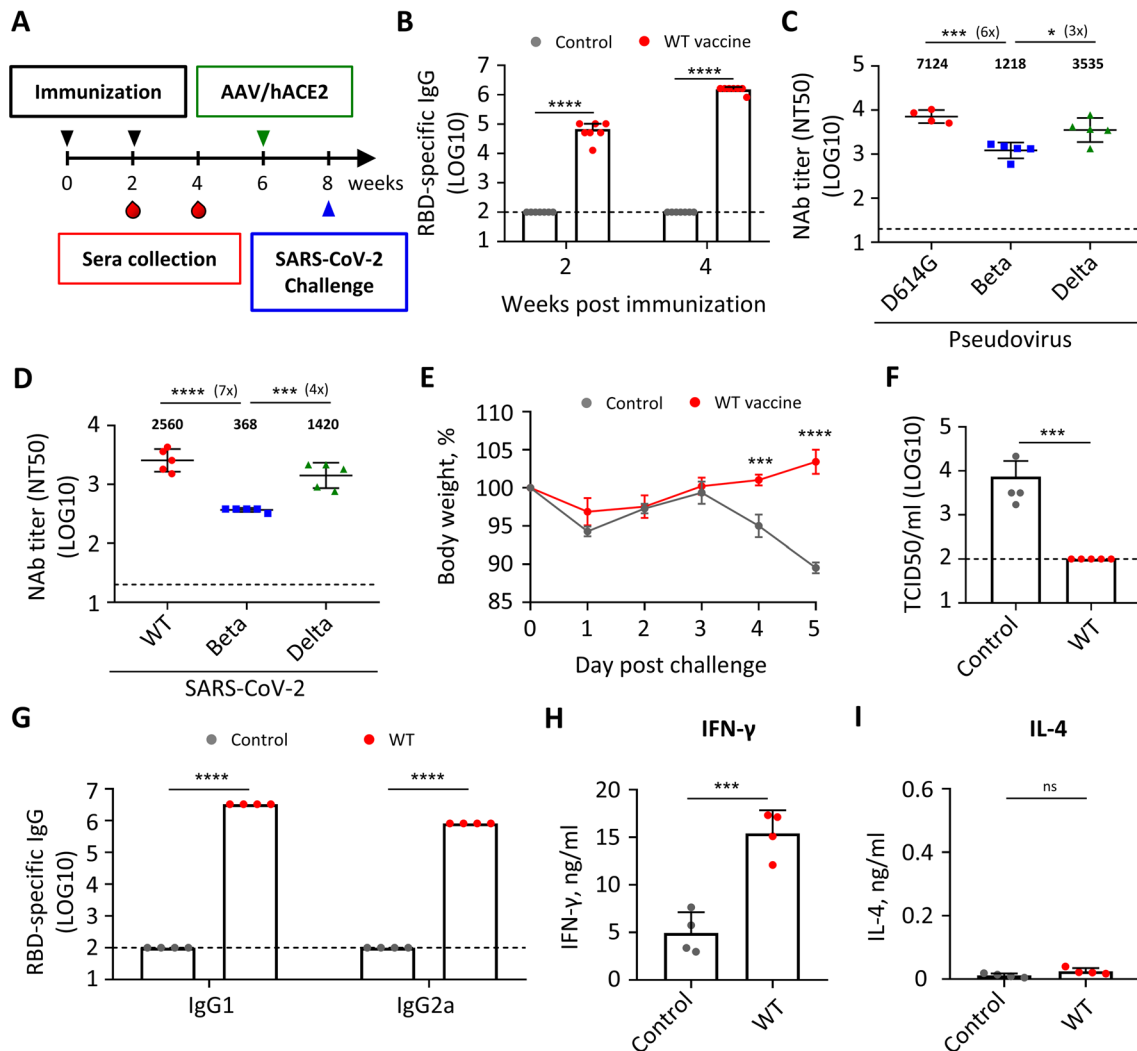 A
Immunization
AAV/hACE2
0 2 4 6 8 weeks
Sera collection
SARS-CoV-2
Challenge
B
Control WT vaccine
RBD-specific IgG
(LOG10)
7
6
5
4
3
2
1
****
****
2 4
Weeks post immunization
C
*** (6x) * (3x)
7124 1218 3535
NAb titer (NT50)
(LOG10)
5
4
3
2
1
D614G Beta Delta
Pseudovirus
D
**** (7x) *** (4x)
2560 368 1420
NAb titer (NT50)
(LOG10)
4
3
2
1
WT Beta Delta
SARS-CoV-2
E
Control WT vaccine
Body weight, %
110
105
100
95
90
85
***
****
0 1 2 3 4 5
Day post challenge
F
TCID50/ml (LOG10)
5
4
3
2
1
***
Control WT
G
Control WT
RBD-specific IgG
(LOG10)
7
6
5
4
3
2
1
**** ****
IgG1 IgG2a
H
IFN-γ
IFN-γ, ng/ml
20
15
10
5
0
***
Control WT
I
IL-4
IL-4, ng/ml
0.6
0.4
0.2
0
ns
Control WT